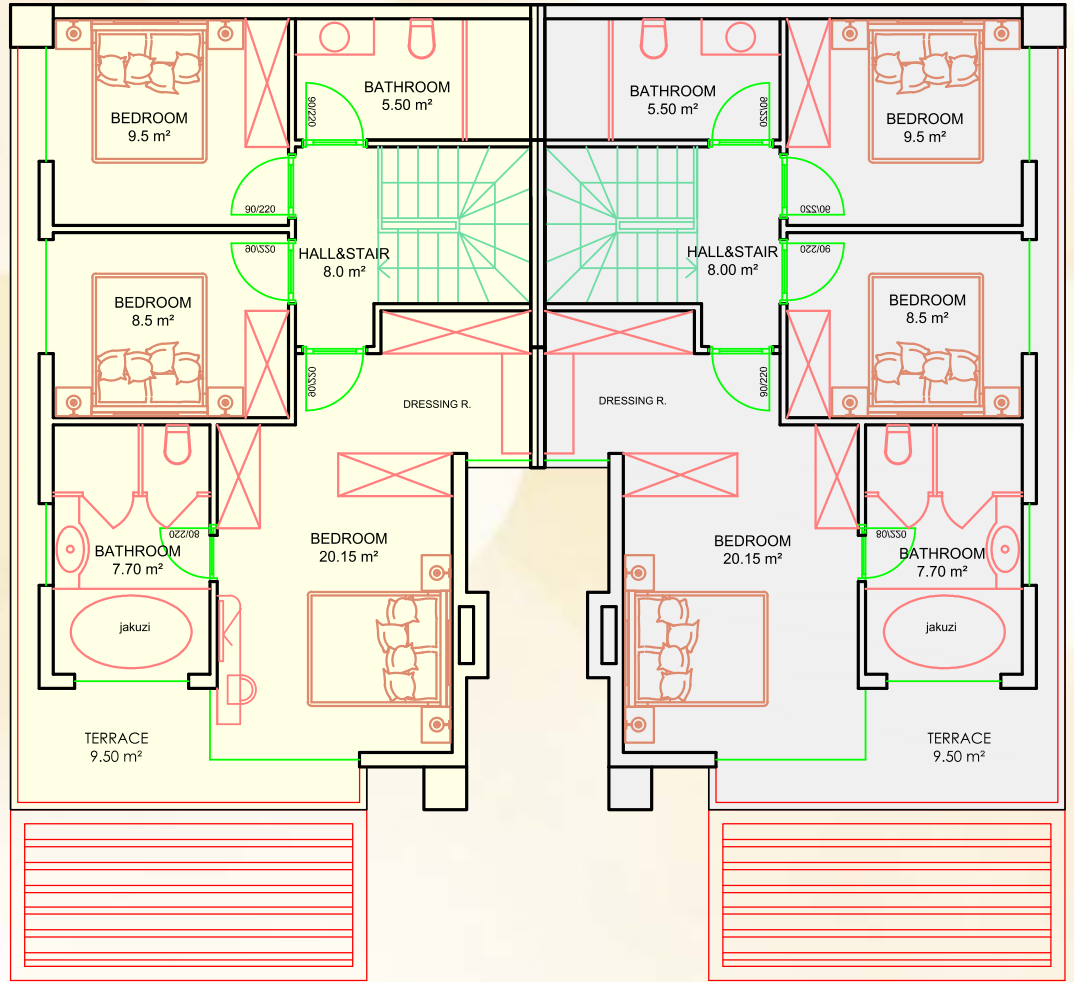 BATHROOM
5.50 m²
BATHROOM
5.50 m²
BEDROOM
9.5 m²
BEDROOM
9.5 m²
90/220
90/220
90/220
90/220
HALL&STAIR
8.0 m²
HALL&STAIR
8.00 m²
90/220
90/220
BEDROOM
8.5 m²
BEDROOM
8.5 m²
90/220
90/220
DRESSING R.
DRESSING R.
80/220
80/220
BEDROOM
20.15 m²
BEDROOM
20.15 m²
BATHROOM
7.70 m²
BATHROOM
7.70 m²
jakuzi
jakuzi
TERRACE
9.50 m²
TERRACE
9.50 m²